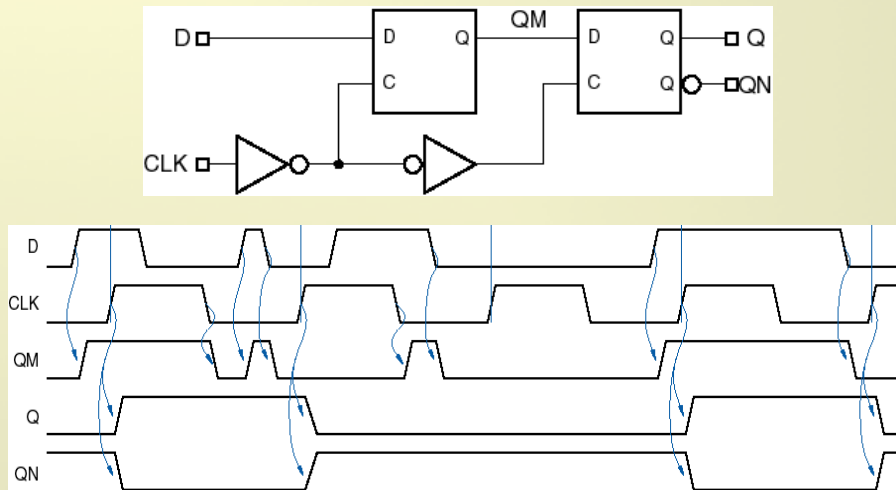 D D Q QM D Q Q
C C Q QN
CLK
D
CLK
QM
Q
QN